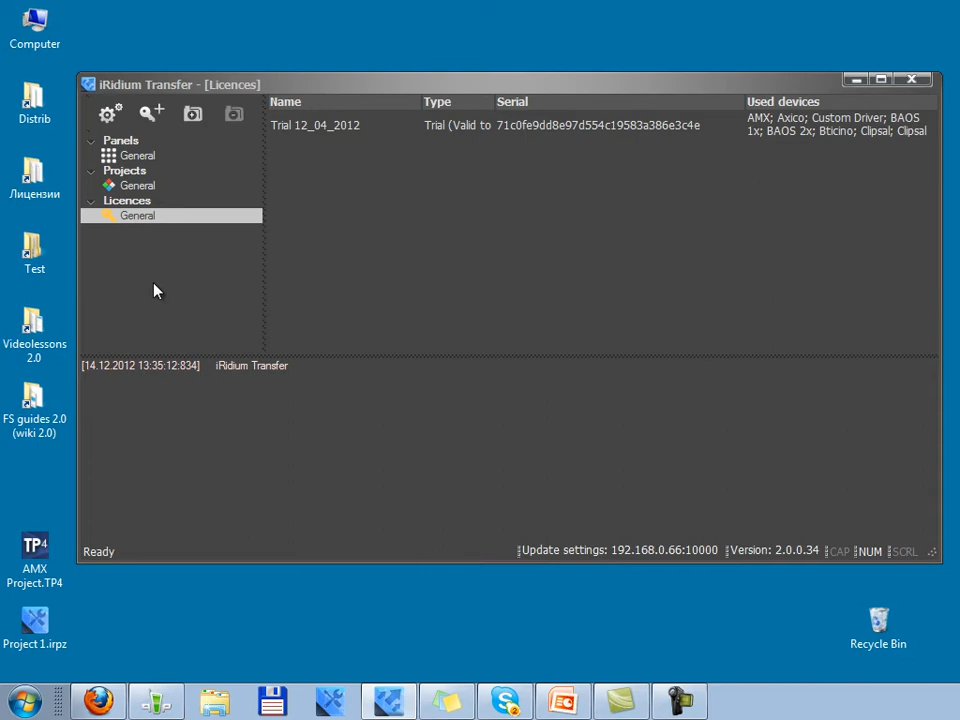 Computer
Distrib
Лицензии
Test
Videolessons
2.0
FS guides 2.0
(wiki 2.0)
TP4
AMX
Project.TP4
Project 1.irpz
iRidium Transfer - [Licences]
Panels
General
Projects
General
Licences
General
Name Type Serial Used devices
Trial 12_04_2012 Trial (Valid to 71c0fe9dd8e97d554c19583a386e3c4e
AMX; Axico; Custom Driver; BAOS
1x; BAOS 2x; Bticino; Clipsal; Clipsal
[14.12.2012 13:35:12:834] iRidium Transfer
Ready Update settings: 192.168.0.66:10000 Version: 2.0.0.34 CAP NUM SCRL
Recycle Bin
2